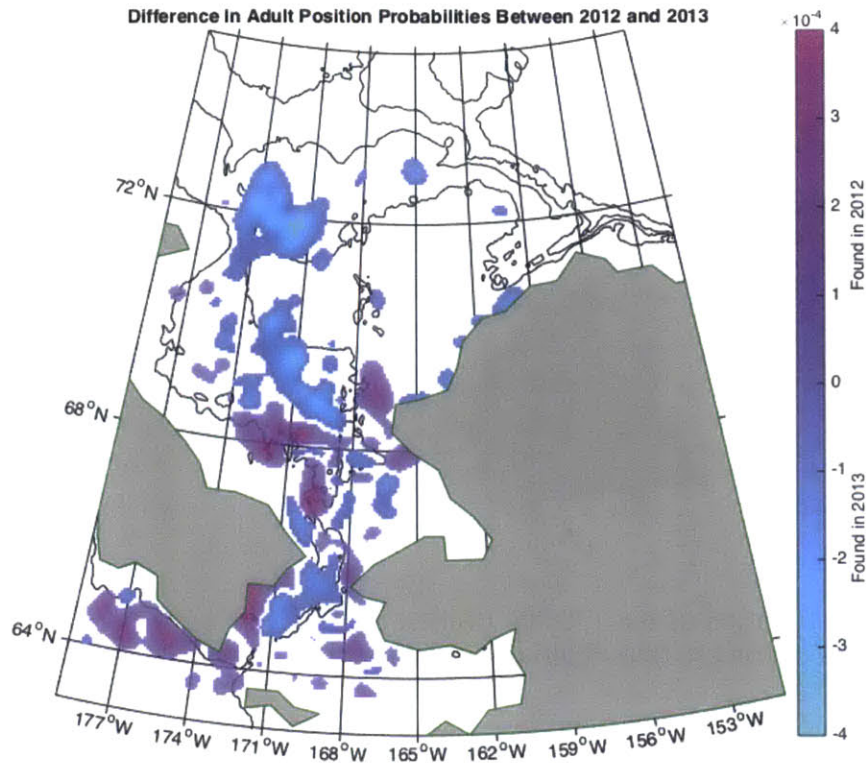 Difference in Adult Position Probabilities Between 2012 and 2013
× 10⁻⁴
4
3
2
1
0
-1
-2
-3
-4
Found in 2012
Found in 2013
72°N
68°N
64°N
177°W
174°W
171°W
168°W
165°W
162°W
159°W
156°W
153°W